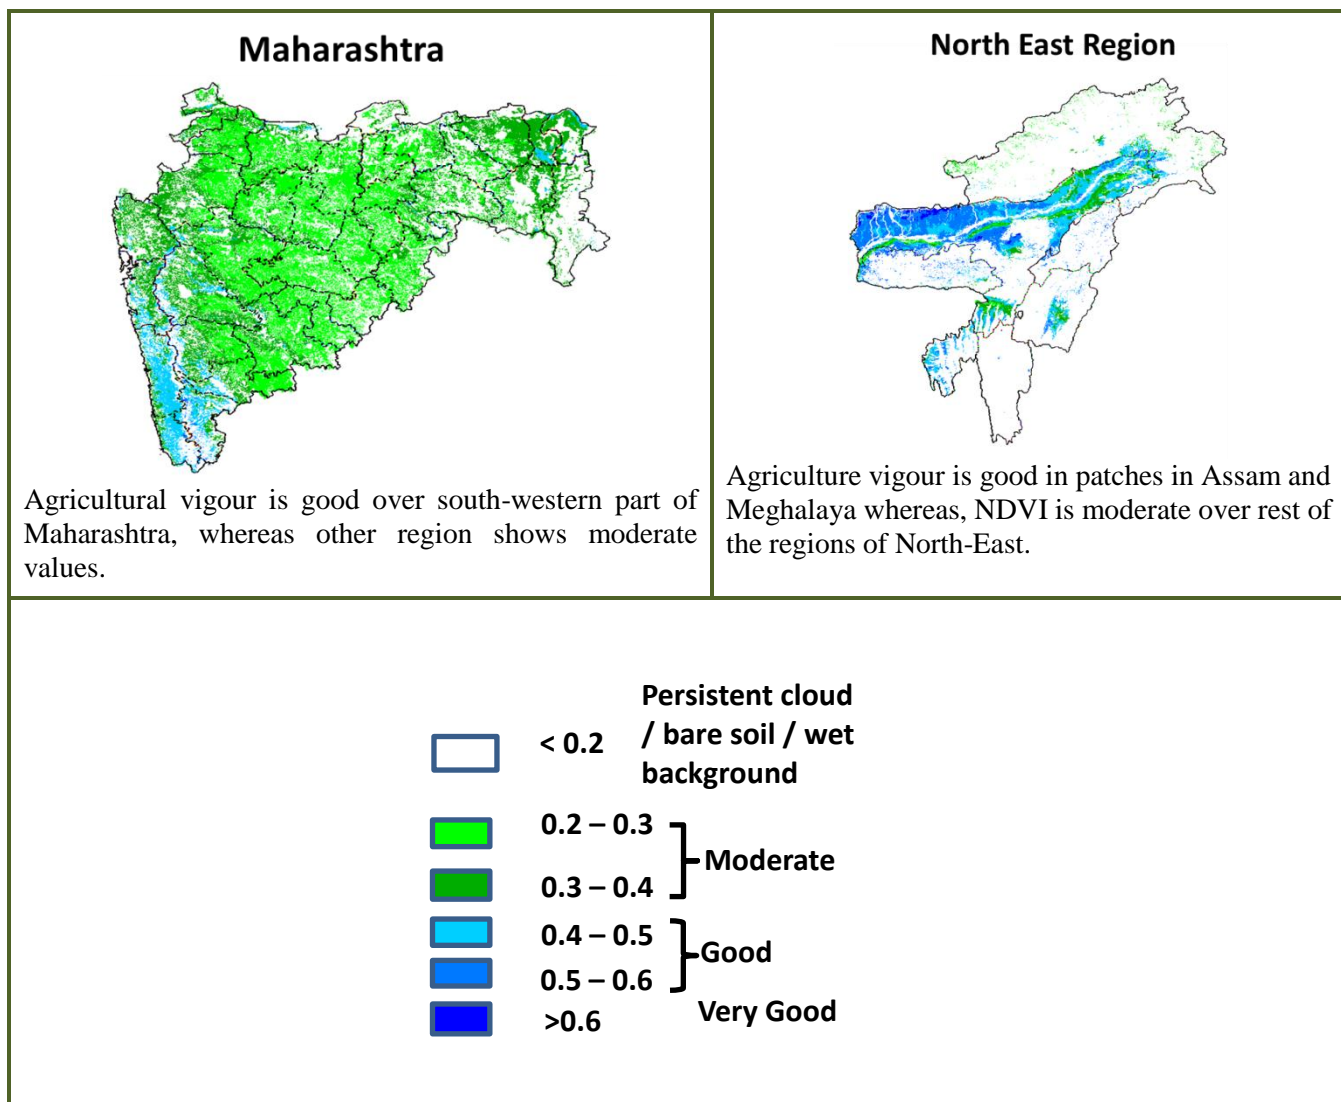 Maharashtra
Agricultural vigour is good over south-western part of
Maharashtra, whereas other region shows moderate
values.
North East Region
Agriculture vigour is good in patches in Assam and
Meghalaya whereas, NDVI is moderate over rest of
the regions of North-East.
< 0.2
Persistent cloud
/ bare soil / wet
background
0.2 – 0.3
0.3 – 0.4
Moderate
0.4 – 0.5
0.5 – 0.6
Good
>0.6
Very Good